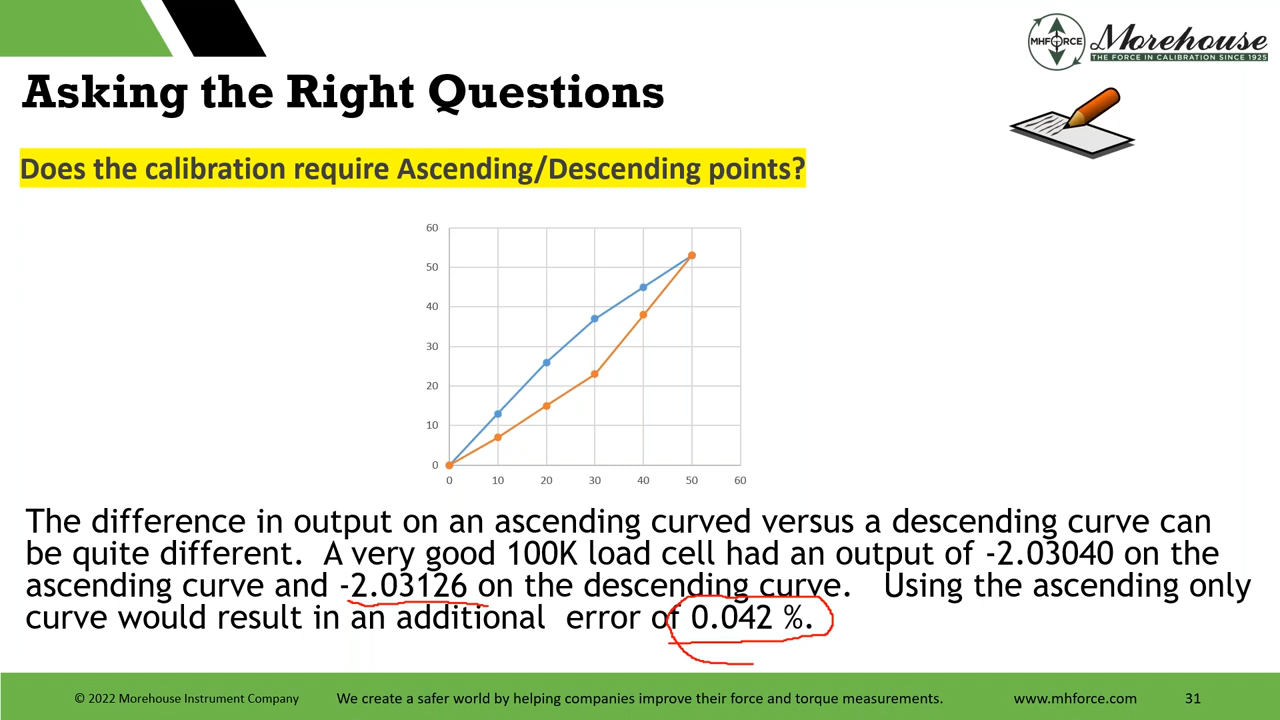 MHFORCE
Morehouse
THE FORCE IN CALIBRATION SINCE 1925
Asking the Right Questions
Does the calibration require Ascending/Descending points?
60
50
40
30
20
10
0
0 10 20 30 40 50 60
The difference in output on an ascending curved versus a descending curve can
be quite different. A very good 100K load cell had an output of -2.03040 on the
ascending curve and -2.03126 on the descending curve. Using the ascending only
curve would result in an additional error of 0.042 %.
© 2022 Morehouse Instrument Company We create a safer world by helping companies improve their force and torque measurements. www.mhforce.com 31